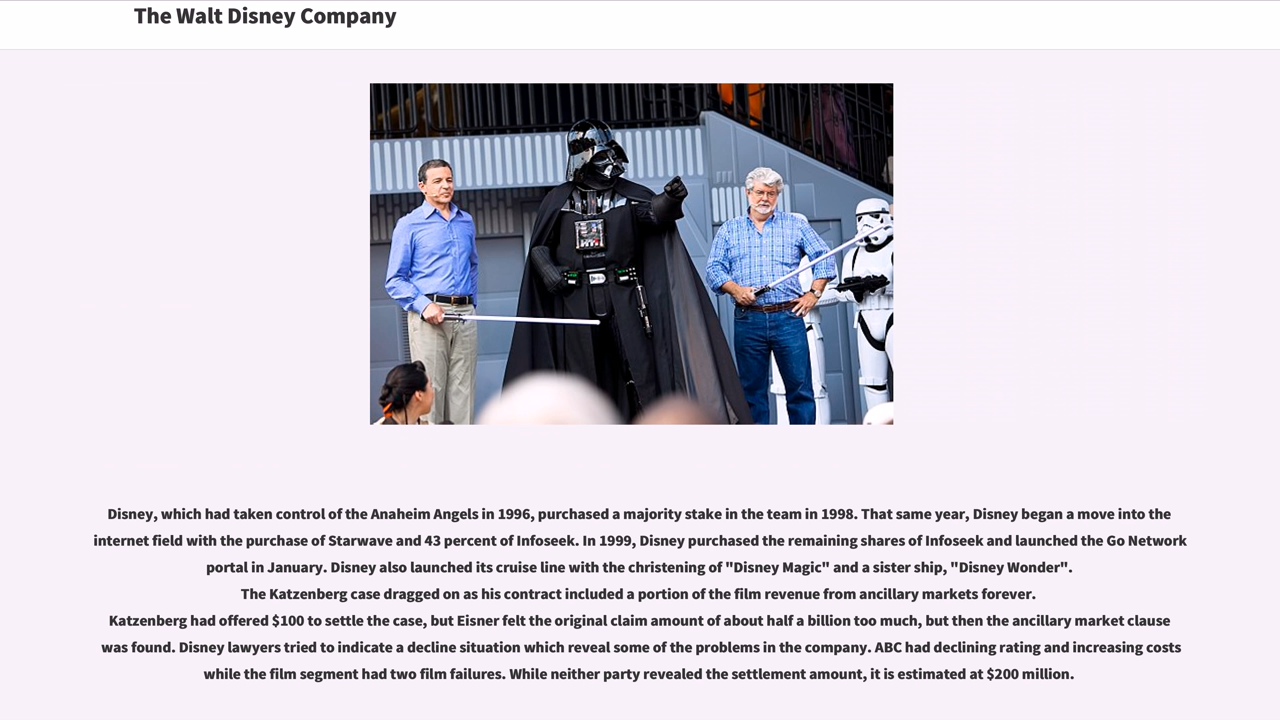 The Walt Disney Company
Disney, which had taken control of the Anaheim Angels in 1996, purchased a majority stake in the team in 1998. That same year, Disney began a move into the
internet field with the purchase of Starwave and 43 percent of Infoseek. In 1999, Disney purchased the remaining shares of Infoseek and launched the Go Network
portal in January. Disney also launched its cruise line with the christening of "Disney Magic" and a sister ship, "Disney Wonder".
The Katzenberg case dragged on as his contract included a portion of the film revenue from ancillary markets forever.
Katzenberg had offered $100 to settle the case, but Eisner felt the original claim amount of about half a billion too much, but then the ancillary market clause
was found. Disney lawyers tried to indicate a decline situation which reveal some of the problems in the company. ABC had declining rating and increasing costs
while the film segment had two film failures. While neither party revealed the settlement amount, it is estimated at $200 million.